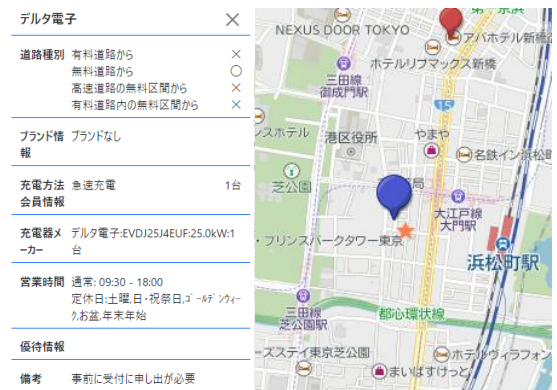 デルタ電子 ×
道路種別 有料道路から ×
無料道路から ○
高速道路の無料区間から ×
有料道路内の無料区間から ×
ブランド情報 ブランドなし
充電方法 急速充電 1台
会員情報
充電器メーカー デルタ電子:EVDJ25J4EUF:25.0kW:1台
営業時間 通常: 09:30 - 18:00
定休日:土曜,日・祝祭日,ゴールデンウィーク,お盆,年末年始
優待情報
備考 事前に受付に申し出が必要
NEXUS DOOR TOKYO
アパホテル新橋
ホテルリブマックス新橋
三田線
御成門駅
15
ンスホテル
港区役所
やまや
名鉄イン浜松町
芝公園
局
大江戸線
大門駅
・プリンスパークタワー東京
浜松町駅
三田線
芝公園駅
都心環状線
ーズステイ東京芝公園
ホテルヴィラフォン
まいばすけっと